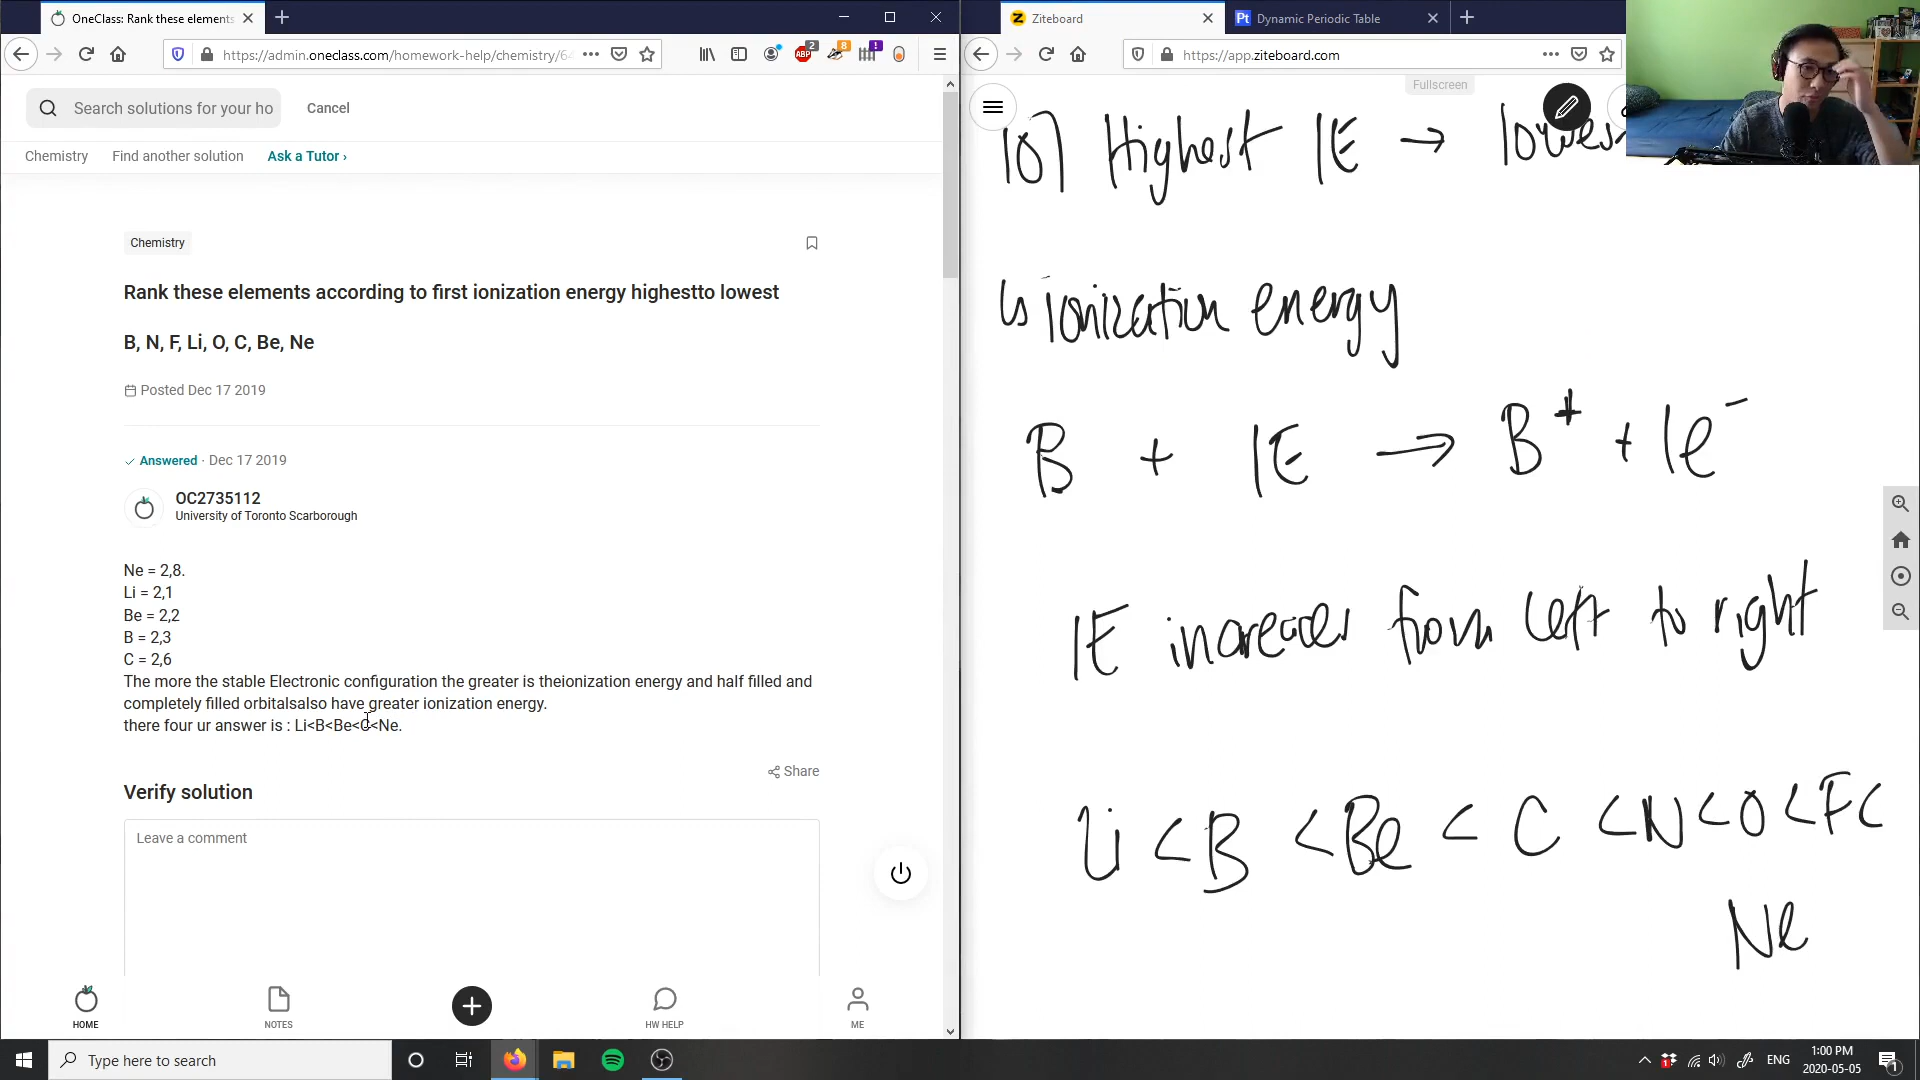 OneClass: Rank these elements
Ziteboard
Dynamic Periodic Table
https://admin.oneclass.com/homework-help/chemistry/64
2
8
1
https://app.ziteboard.com
Search solutions for your ho
Cancel
Chemistry
Find another solution
Ask a Tutor ›
Chemistry
Rank these elements according to first ionization energy highestto lowest
B, N, F, Li, O, C, Be, Ne
Posted Dec 17 2019
Answered · Dec 17 2019
OC2735112
University of Toronto Scarborough
Ne = 2,8.
Li = 2,1
Be = 2,2
B = 2,3
C = 2,6
The more the stable Electronic configuration the greater is theionization energy and half filled and
completely filled orbitalsalso have greater ionization energy.
there four ur answer is : Li<B<Be<C<Ne.
Share
Verify solution
Leave a comment
HOME
NOTES
HW HELP
ME
Fullscreen
10) Highest IE → lowes
ionization energy
B + IE → B+ + 1e-
IE increases from left to right
Li < B < Be < C < N < O < F <
Ne
Type here to search
ENG
1:00 PM
2020-05-05
1